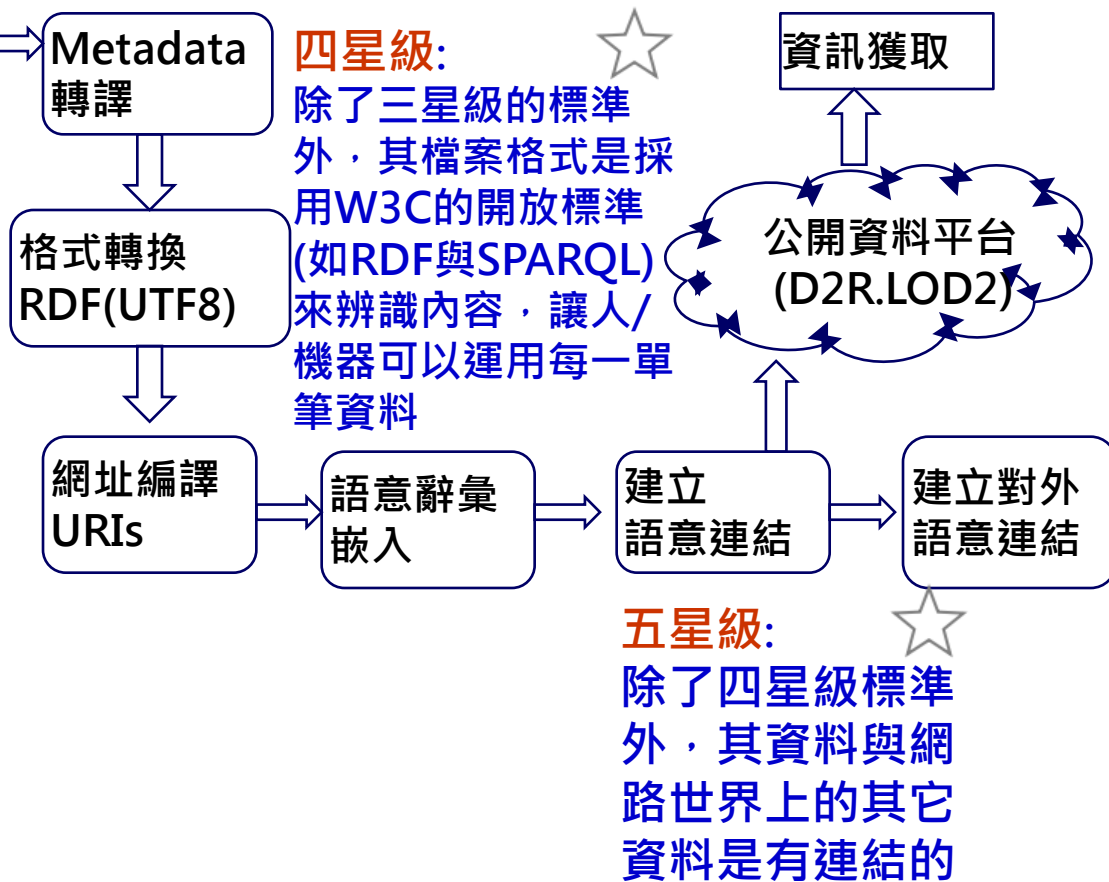 Metadata
轉譯
四星級:
除了三星級的標準
外，其檔案格式是採
用W3C的開放標準
(如RDF與SPARQL)
來辨識內容，讓人/
機器可以運用每一單
筆資料
資訊獲取
公開資料平台
(D2R.LOD2)
格式轉換
RDF(UTF8)
網址編譯
URIs
語意辭彙
嵌入
建立
語意連結
建立對外
語意連結
五星級:
除了四星級標準
外，其資料與網
路世界上的其它
資料是有連結的